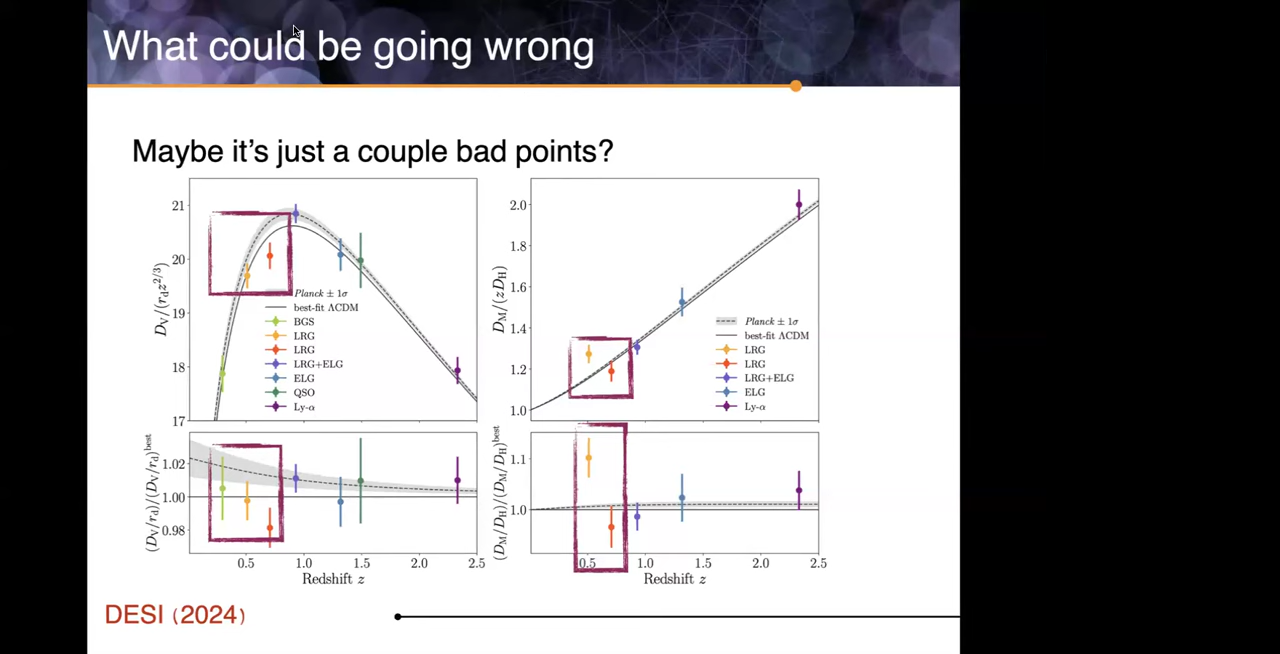 What could be going wrong
Maybe it's just a couple bad points?
D_V/(r_d z^{2/3})
21
20
19
18
17
Planck ± 1σ
best-fit ΛCDM
BGS
LRG
LRG
LRG+ELG
ELG
QSO
Ly-α
D_M/(zD_H)
2.0
1.8
1.6
1.4
1.2
1.0
Planck ± 1σ
best-fit ΛCDM
LRG
LRG
LRG+ELG
ELG
Ly-α
(D_V/r_d)/(D_V/r_d)^{best}
1.02
1.00
0.98
0.5 1.0 1.5 2.0 2.5
Redshift z
(D_M/D_H)/(D_M/D_H)^{best}
1.1
1.0
0.5 1.0 1.5 2.0 2.5
Redshift z
DESI (2024)